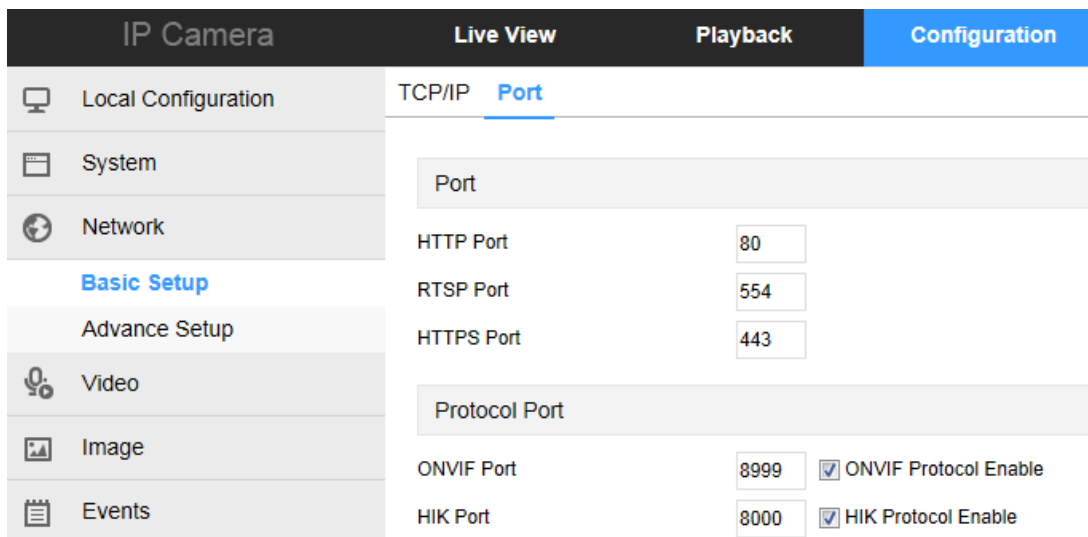 IP Camera
Live View
Playback
Configuration
Local Configuration
System
Network
Basic Setup
Advance Setup
Video
Image
Events
TCP/IP
Port
Port
HTTP Port 80
RTSP Port 554
HTTPS Port 443
Protocol Port
ONVIF Port 8999 ONVIF Protocol Enable
HIK Port 8000 HIK Protocol Enable